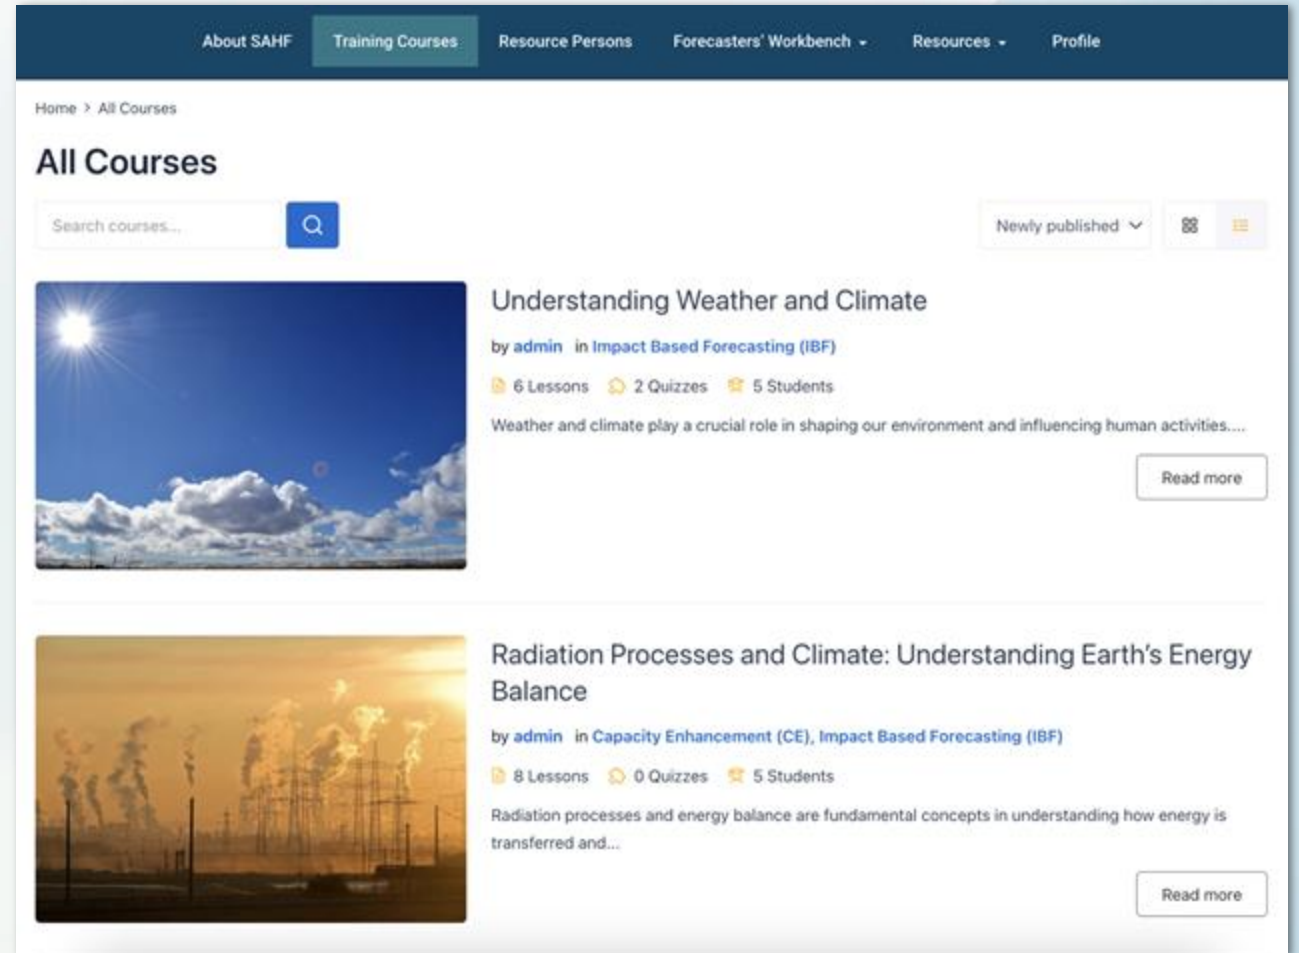 About SAHF Training Courses Resource Persons Forecasters' Workbench Resources Profile
Home > All Courses
All Courses
Search courses...
Newly published
Understanding Weather and Climate
by admin in Impact Based Forecasting (IBF)
6 Lessons 2 Quizzes 5 Students
Weather and climate play a crucial role in shaping our environment and influencing human activities....
Read more
Radiation Processes and Climate: Understanding Earth's Energy
Balance
by admin in Capacity Enhancement (CE), Impact Based Forecasting (IBF)
8 Lessons 0 Quizzes 5 Students
Radiation processes and energy balance are fundamental concepts in understanding how energy is
transferred and...
Read more